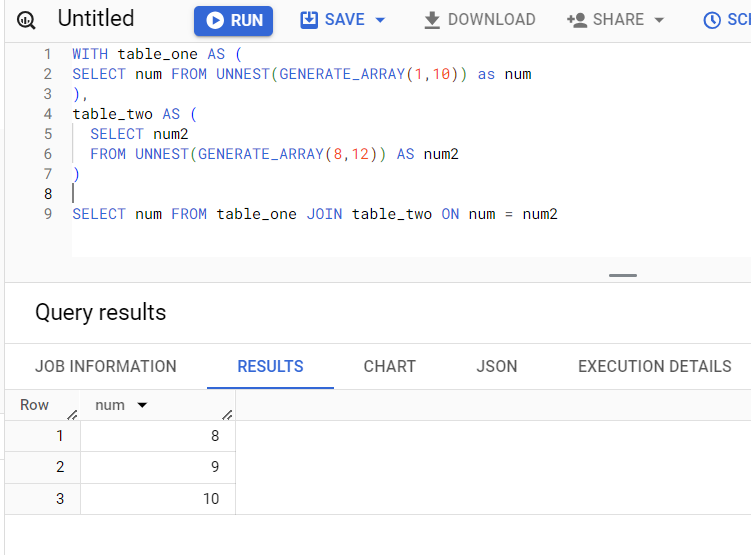 Untitled RUN SAVE DOWNLOAD SHARE
1 WITH table_one AS (
2 SELECT num FROM UNNEST(GENERATE_ARRAY(1,10)) as num
3 ),
4 table_two AS (
5 SELECT num2
6 FROM UNNEST(GENERATE_ARRAY(8,12)) AS num2
7 )
8
9 SELECT num FROM table_one JOIN table_two ON num = num2
Query results
JOB INFORMATION RESULTS CHART JSON EXECUTION DETAILS
Row num
1 8
2 9
3 10